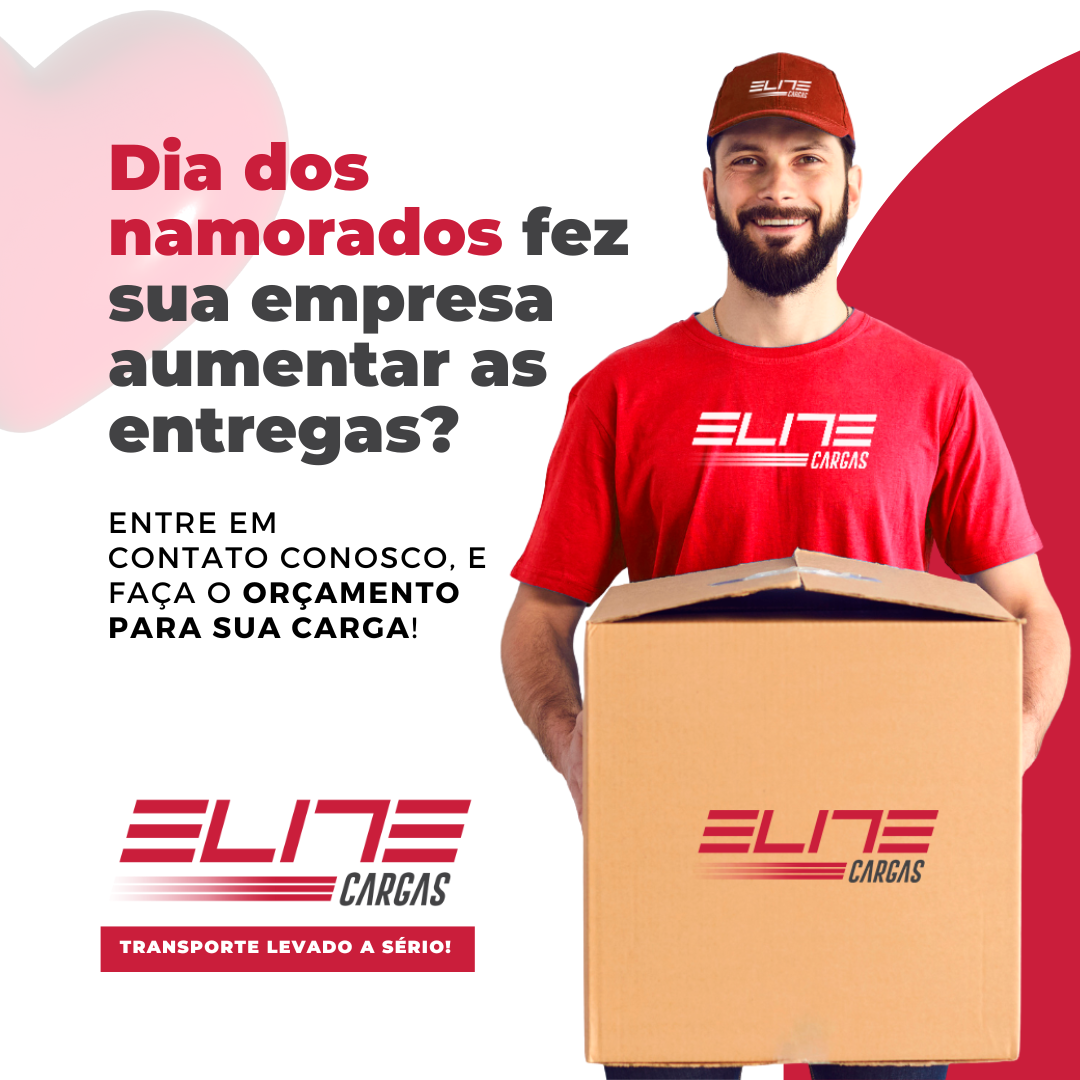 Dia dos
namorados fez
sua empresa
aumentar as
entregas?
ENTRE EM
CONTATO CONOSCO, E
FAÇA O ORÇAMENTO
PARA SUA CARGA!
ELITE
CARGAS
TRANSPORTE LEVADO A SÉRIO!
ELITE
CARGAS
ELITE
CARGAS
ELITE
CARGAS